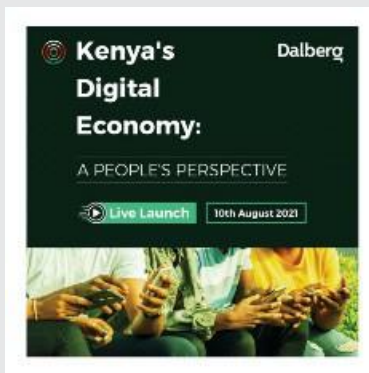 Kenya's
Dalberg
Digital
Economy:
A PEOPLE'S PERSPECTIVE
Live Launch
10th August 2021